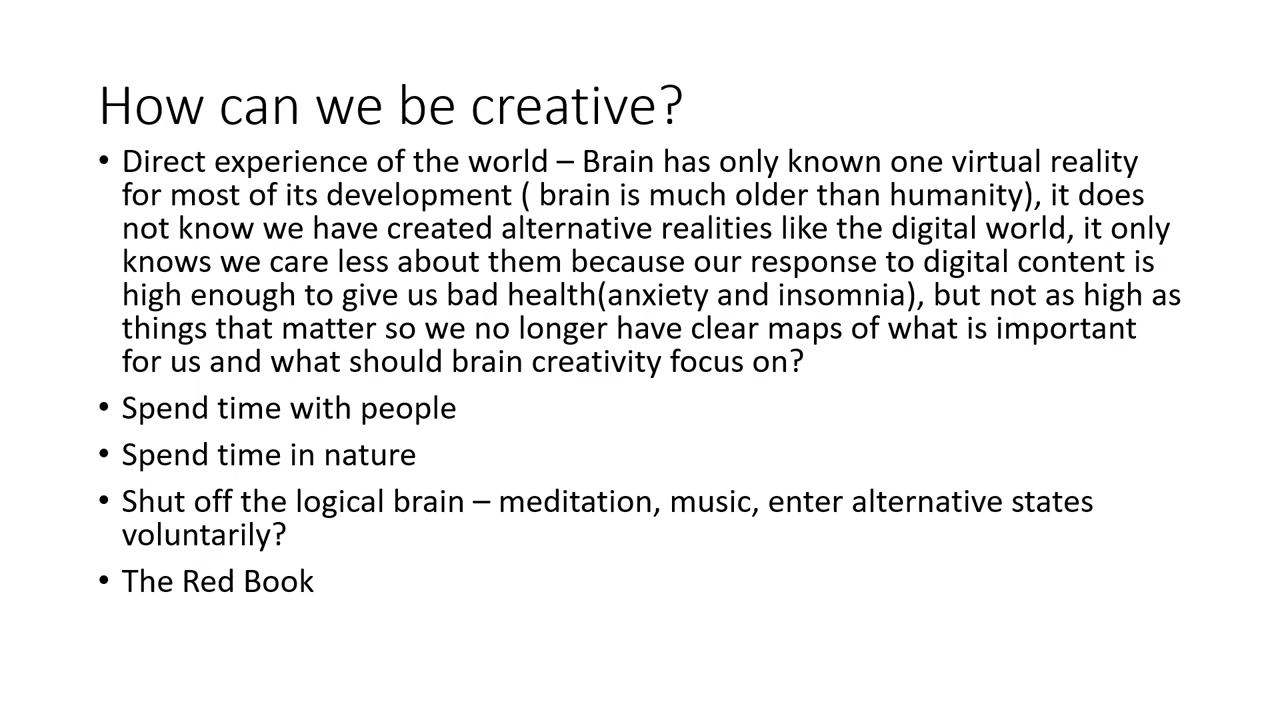 How can we be creative?
• Direct experience of the world – Brain has only known one virtual reality
for most of its development ( brain is much older than humanity), it does
not know we have created alternative realities like the digital world, it only
knows we care less about them because our response to digital content is
high enough to give us bad health(anxiety and insomnia), but not as high as
things that matter so we no longer have clear maps of what is important
for us and what should brain creativity focus on?
• Spend time with people
• Spend time in nature
• Shut off the logical brain – meditation, music, enter alternative states
voluntarily?
• The Red Book